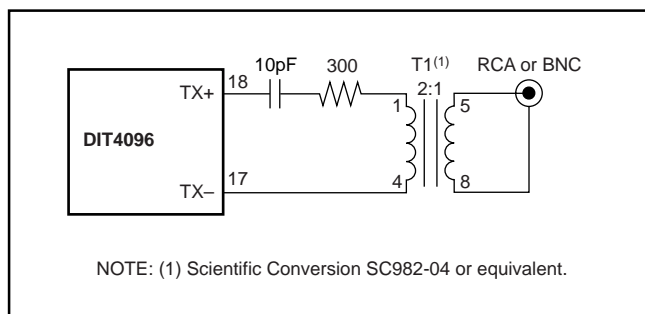 10pF 300 T1(1) RCA or BNC
TX+ 18 2:1
1 5
DIT4096
17 4 8
TX–
NOTE: (1) Scientific Conversion SC982-04 or equivalent.